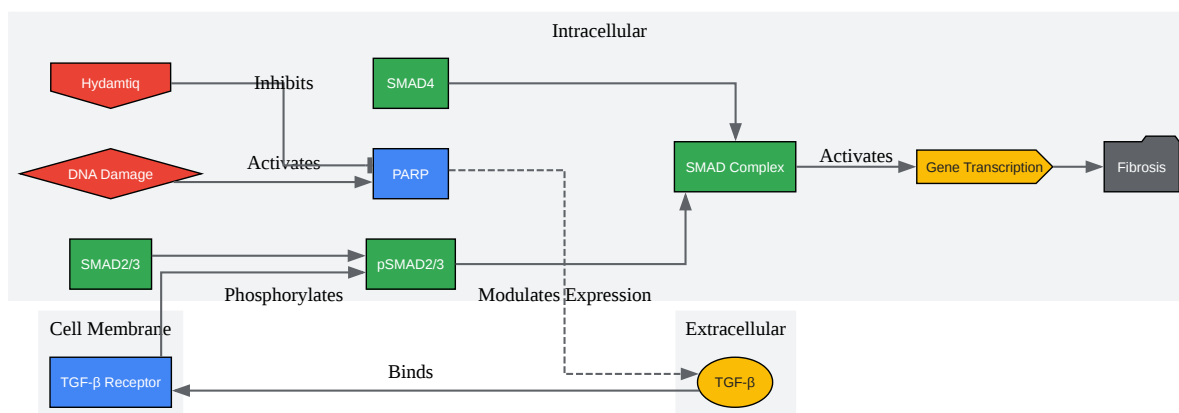 Intracellular
Hydamtiq
Inhibits
SMAD4
DNA Damage
Activates
PARP
SMAD Complex
Activates
Gene Transcription
Fibrosis
SMAD2/3
pSMAD2/3
Phosphorylates
Modulates Expression
Cell Membrane
Extracellular
TGF-β Receptor
Binds
TGF-β